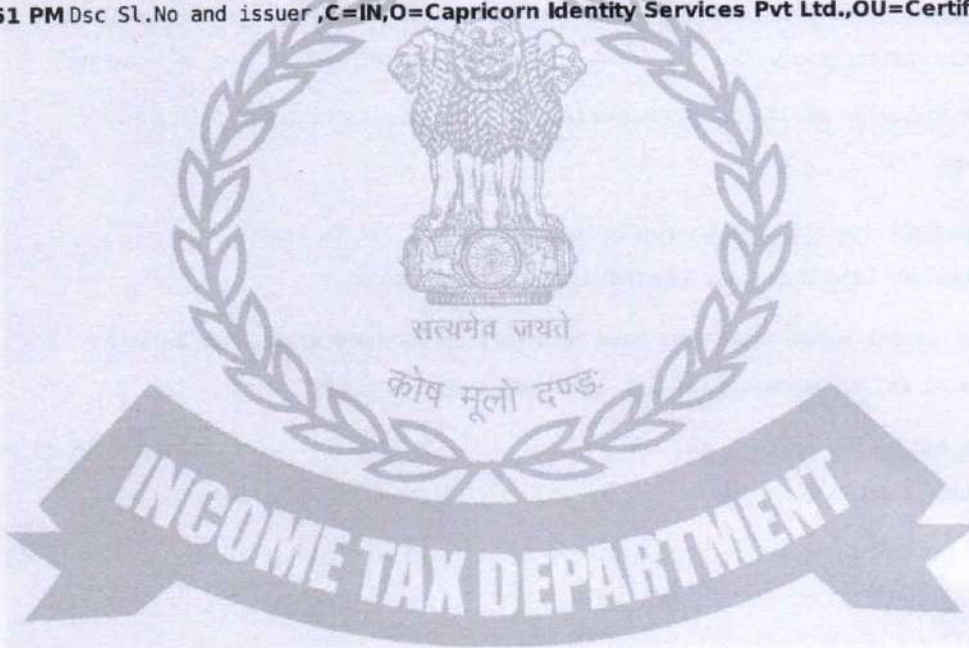 51 PM Dsc Sl.No and issuer ,C=IN,O=Capricorn Identity Services Pvt Ltd.,OU=Certif
सत्यमेव जयते
कोष मूलो दण्डः
INCOME TAX DEPARTMENT